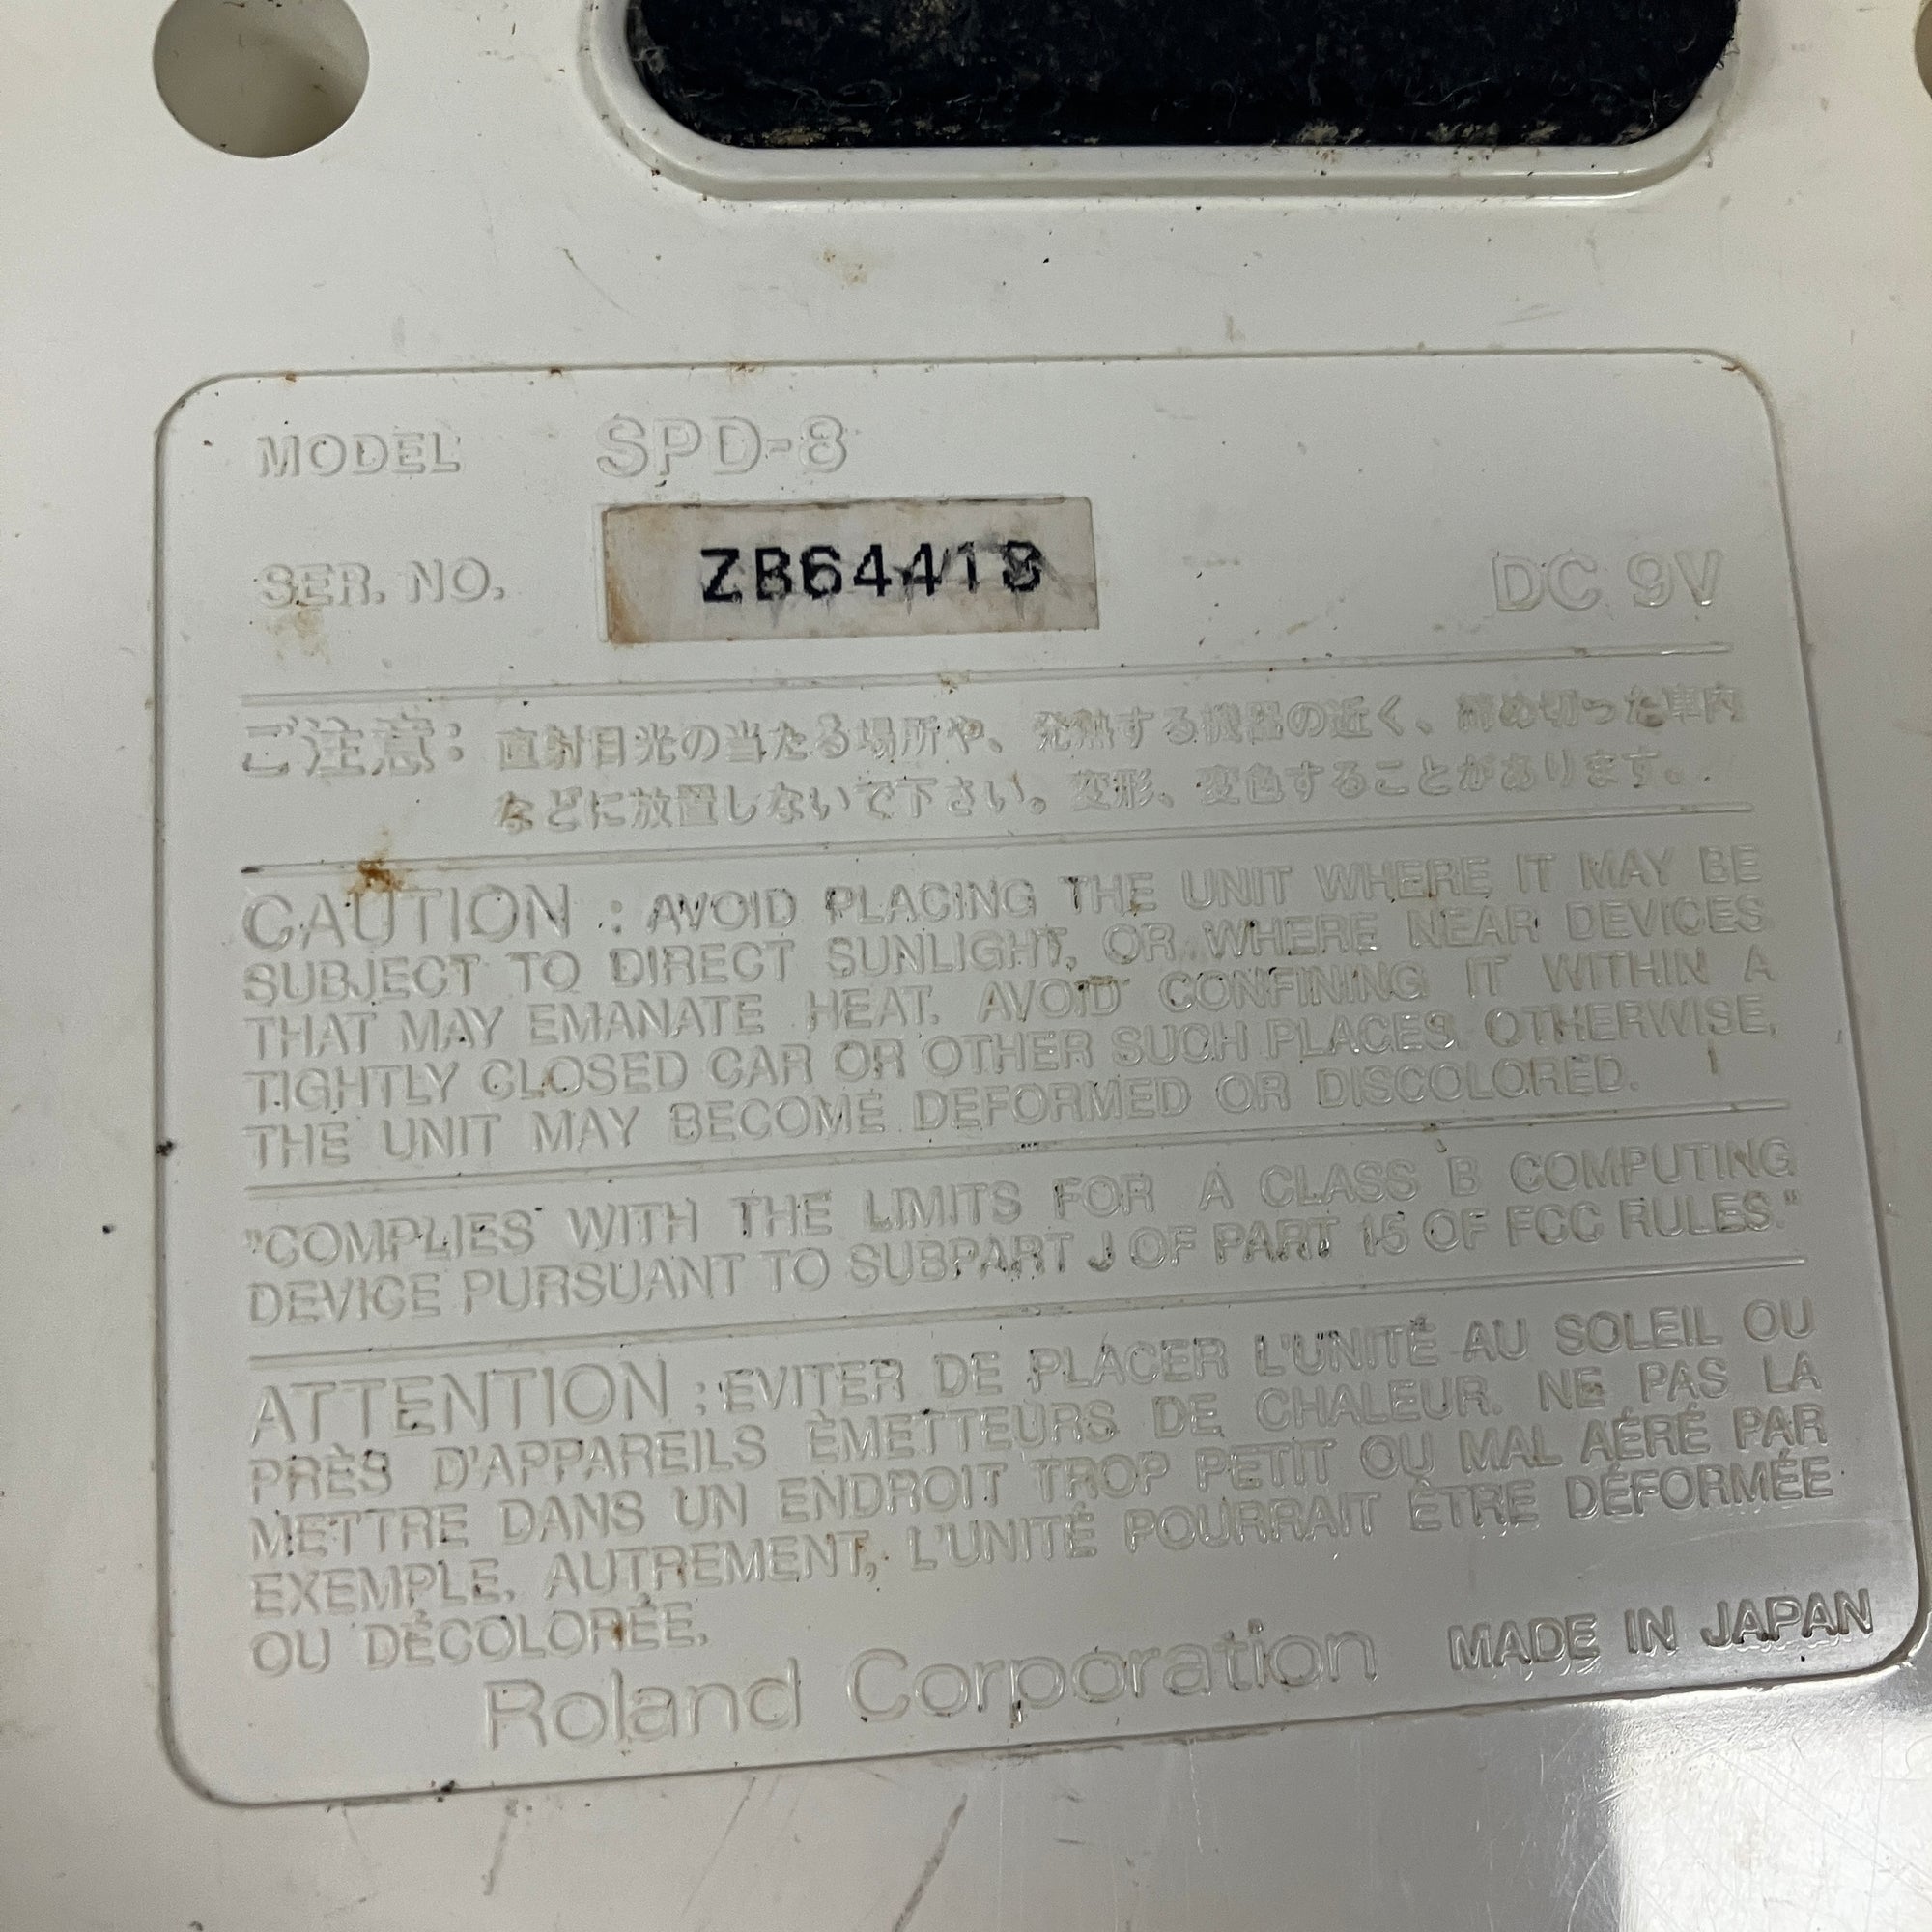 MODEL SPD-8
SER. NO. ZB64418 DC 9V
ご注意: 直射日光の当たる場所や、発熱する機器の近く、締め切った車内
などに放置しないで下さい。変形、変色することがあります。
CAUTION : AVOID PLACING THE UNIT WHERE IT MAY BE
SUBJECT TO DIRECT SUNLIGHT, OR WHERE NEAR DEVICES
THAT MAY EMANATE HEAT. AVOID CONFINING IT WITHIN A
TIGHTLY CLOSED CAR OR OTHER SUCH PLACES. OTHERWISE,
THE UNIT MAY BECOME DEFORMED OR DISCOLORED.
"COMPLIES WITH THE LIMITS FOR A CLASS B COMPUTING
DEVICE PURSUANT TO SUBPART J OF PART 15 OF FCC RULES."
ATTENTION : EVITER DE PLACER L'UNITÉ AU SOLEIL OU
PRÈS D'APPAREILS ÈMETTEURS DE CHALEUR. NE PAS LA
METTRE DANS UN ENDROIT TROP PETIT OU MAL AÉRÉ PAR
EXEMPLE. AUTREMENT, L'UNITÉ POURRAIT ÊTRE DÉFORMÉE
OU DÉCOLORÉE.
Roland Corporation MADE IN JAPAN